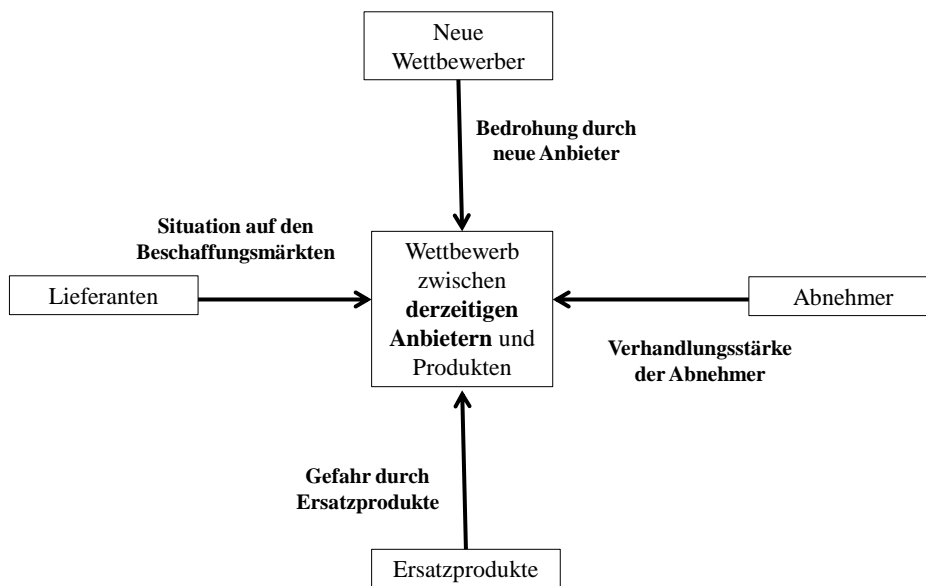 Neue
Wettbewerber
Bedrohung durch
neue Anbieter
Situation auf den
Beschaffungsmärkten
Lieferanten
Wettbewerb
zwischen
derzeitigen
Anbietern und
Produkten
Abnehmer
Verhandlungsstärke
der Abnehmer
Gefahr durch
Ersatzprodukte
Ersatzprodukte